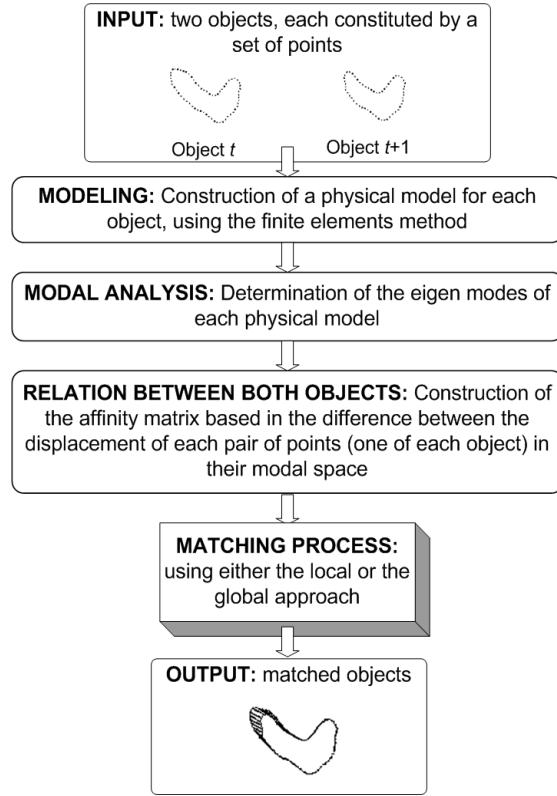 INPUT: two objects, each constituted by a
set of points
Object t
Object t+1
MODELING: Construction of a physical model for each
object, using the finite elements method
MODAL ANALYSIS: Determination of the eigen modes of
each physical model
RELATION BETWEEN BOTH OBJECTS: Construction of
the affinity matrix based in the difference between the
displacement of each pair of points (one of each object) in
their modal space
MATCHING PROCESS:
using either the local or the
global approach
OUTPUT: matched objects